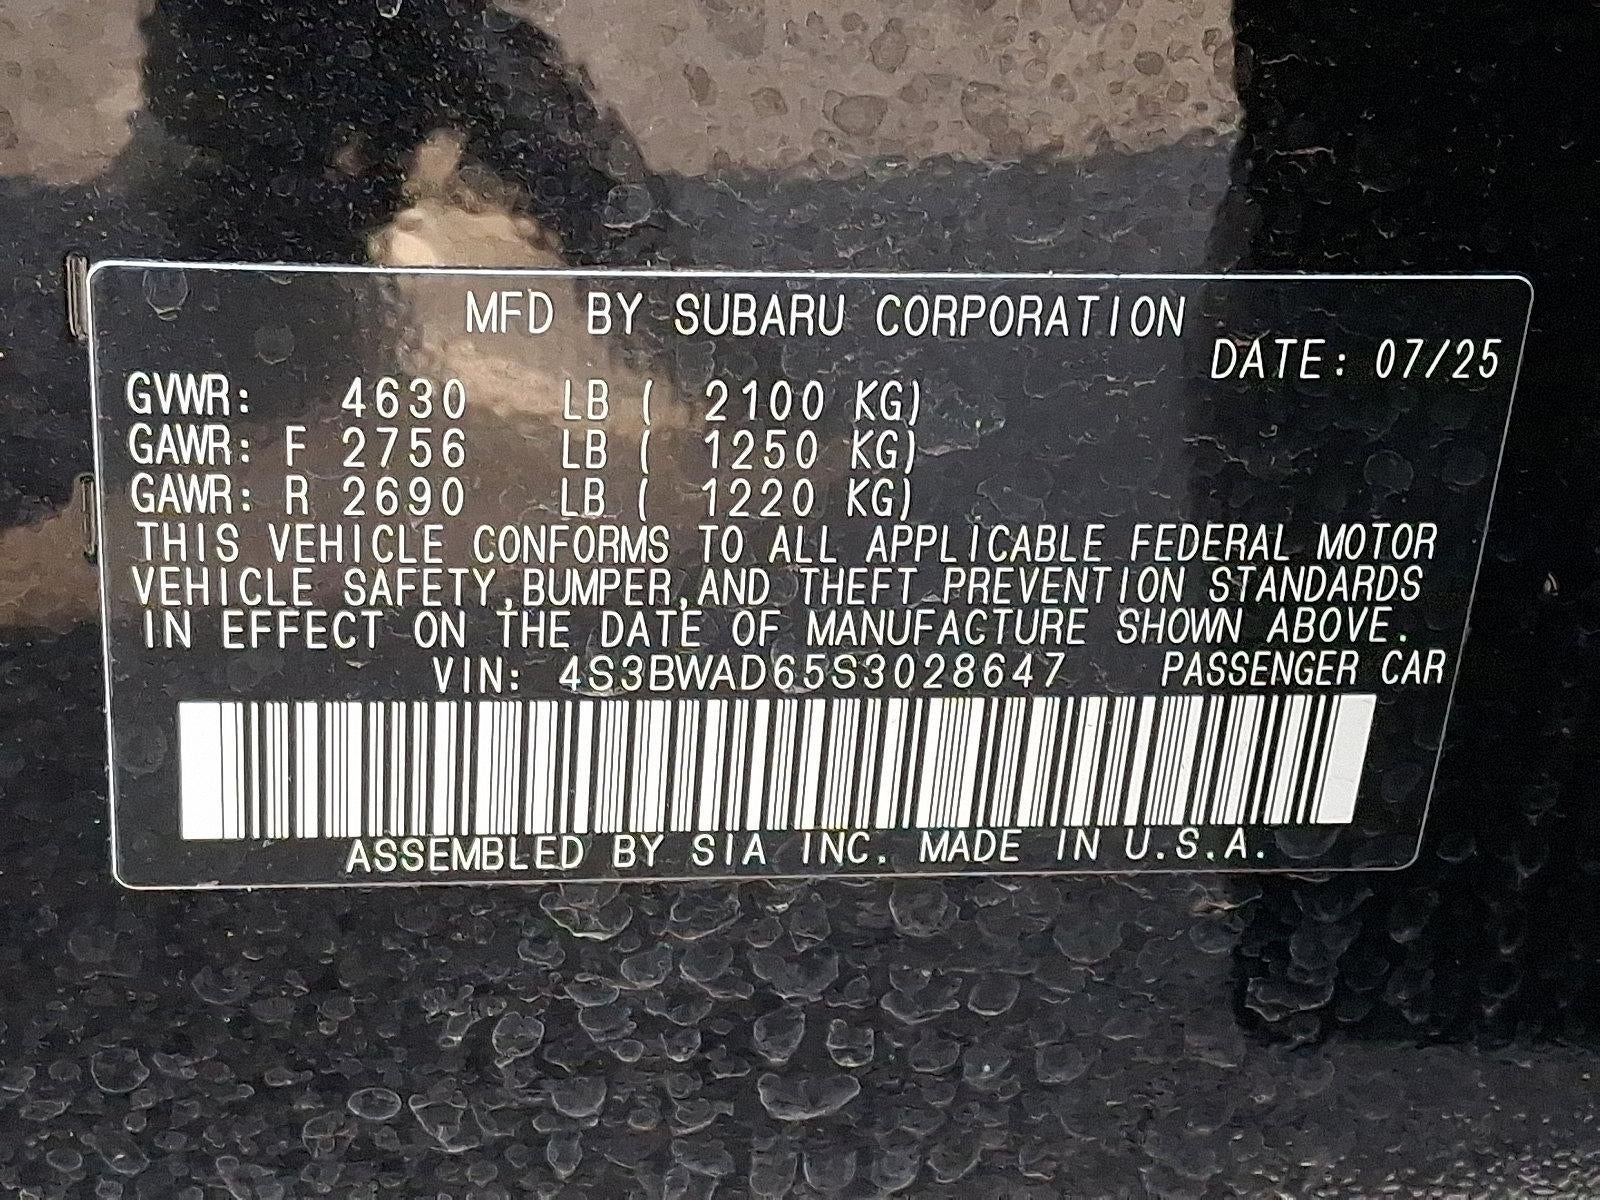 MFD BY SUBARU CORPORATION
DATE: 07/25
GVWR: 4630 LB ( 2100 KG)
GAWR: F 2756 LB ( 1250 KG)
GAWR: R 2690 LB ( 1220 KG)
THIS VEHICLE CONFORMS TO ALL APPLICABLE FEDERAL MOTOR
VEHICLE SAFETY,BUMPER,AND THEFT PREVENTION STANDARDS
IN EFFECT ON THE DATE OF MANUFACTURE SHOWN ABOVE.
VIN: 4S3BWAD65S3028647 PASSENGER CAR
ASSEMBLED BY SIA INC. MADE IN U.S.A.